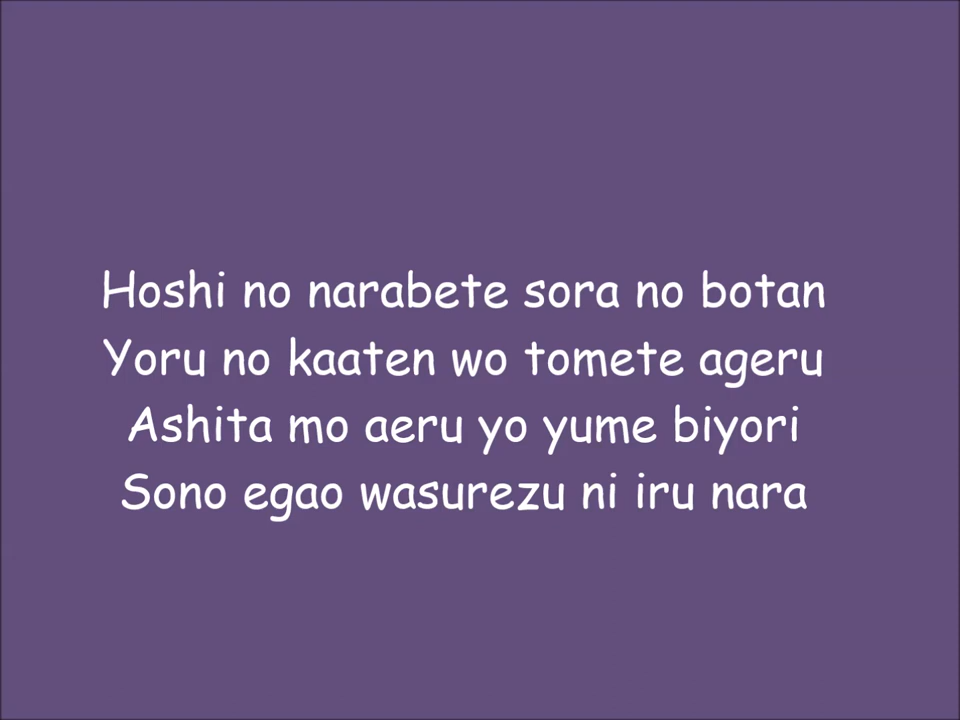 Hoshi no narabete sora no botan
Yoru no kaaten wo tomete ageru
Ashita mo aeru yo yume biyori
Sono egao wasurezu ni iru nara